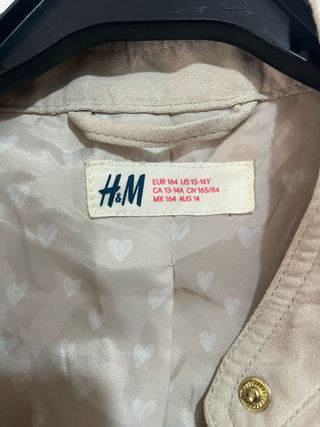 H&M
EUR 164 US 13-14Y
CA 13-14A CN 165/84
MX 164 AUS 14